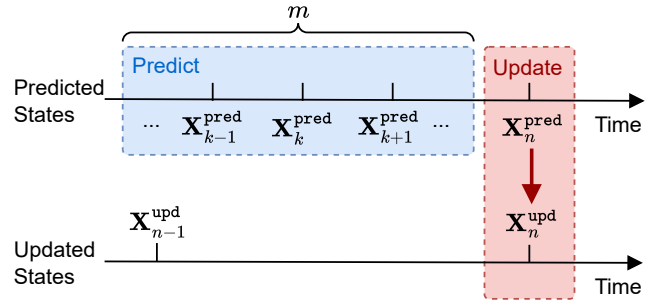 m
Predict
Update
Predicted
States
... X_{k-1}^{pred} X_k^{pred} X_{k+1}^{pred} ... X_n^{pred}
Time
X_{n-1}^{upd} X_n^{upd}
Updated
States
Time